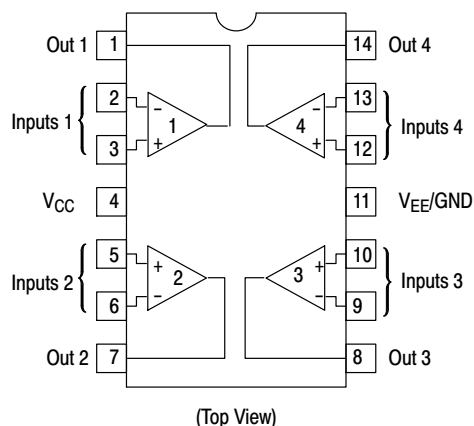 Out 1 1 14 Out 4
2 − − 13
Inputs 1 1 4 Inputs 4
3 + + 12
VCC 4 11 VEE/GND
5 + + 10
Inputs 2 2 3 Inputs 3
6 − − 9
Out 2 7 8 Out 3
(Top View)